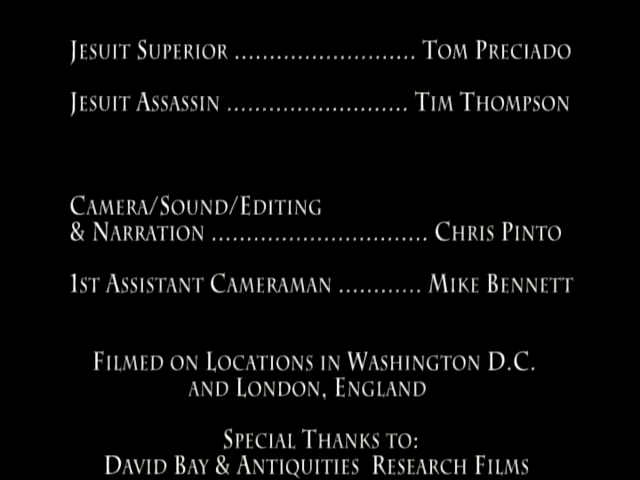 Jesuit Superior .......................... Tom Preciado
Jesuit Assassin .......................... Tim Thompson
Camera/Sound/Editing
& Narration ............................... Chris Pinto
1st Assistant Cameraman ............ Mike Bennett
Filmed on Locations in Washington D.C.
and London, England
Special Thanks to:
David Bay & Antiquities Research Films